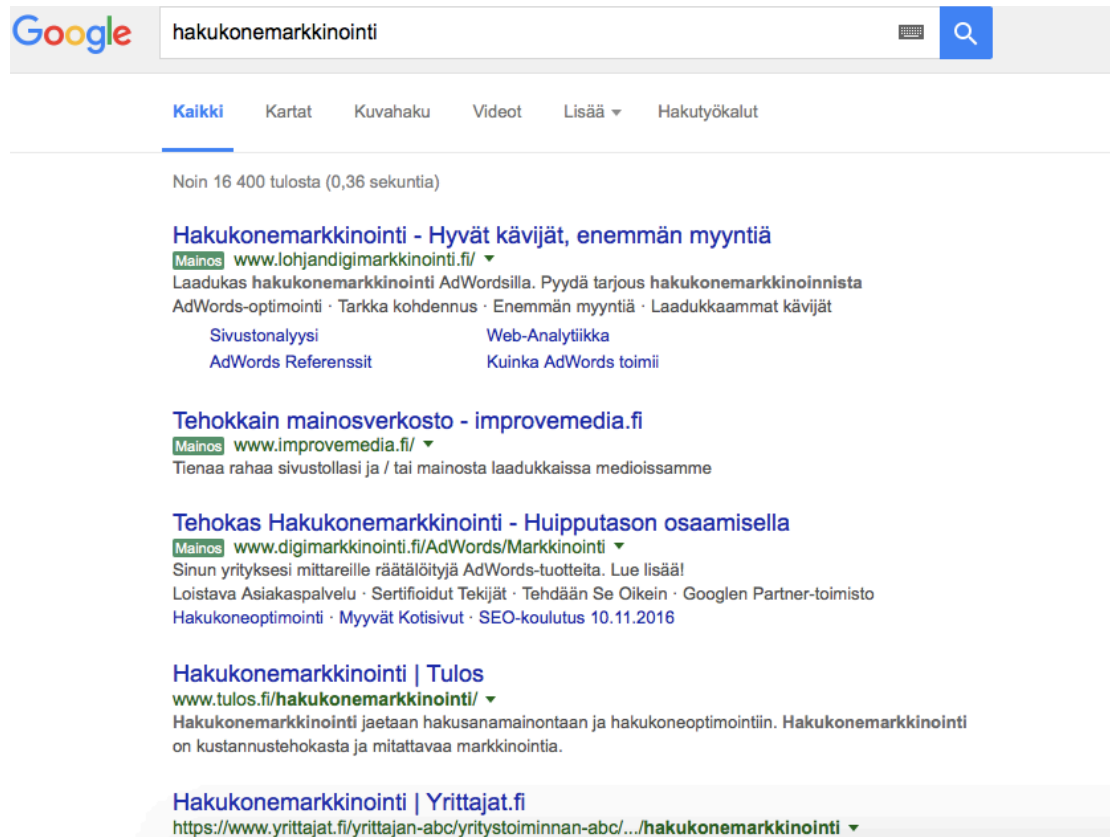 Google hakukonemarkkinointi
Kaikki Kartat Kuvahaku Videot Lisää Hakutyökalut
Noin 16 400 tulosta (0,36 sekuntia)
Hakukonemarkkinointi - Hyvät kävijät, enemmän myyntiä
Mainos www.lohjandigimarkkinointi.fi/
Laadukas hakukonemarkkinointi AdWordsilla. Pyydä tarjous hakukonemarkkinoinnista
AdWords-optimointi · Tarkka kohdennus · Enemmän myyntiä · Laadukkaammat kävijät
Sivustonalyysi Web-Analytiikka
AdWords Referenssit Kuinka AdWords toimii
Tehokkain mainosverkosto - improvemedia.fi
Mainos www.improvemedia.fi/
Tienaa rahaa sivustollasi ja / tai mainosta laadukkaissa medioissamme
Tehokas Hakukonemarkkinointi - Huipputason osaamisella
Mainos www.digimarkkinointi.fi/AdWords/Markkinointi
Sinun yrityksesi mittareille räätälöityjä AdWords-tuotteita. Lue lisää!
Loistava Asiakaspalvelu · Sertifioidut Tekijät · Tehdään Se Oikein · Googlen Partner-toimisto
Hakukoneoptimointi · Myyvät Kotisivut · SEO-koulutus 10.11.2016
Hakukonemarkkinointi | Tulos
www.tulos.fi/hakukonemarkkinointi/
Hakukonemarkkinointi jaetaan hakusanamainontaan ja hakukoneoptimointiin. Hakukonemarkkinointi
on kustannustehokasta ja mitattavaa markkinointia.
Hakukonemarkkinointi | Yrittajat.fi
https://www.yrittajat.fi/yrittajan-abc/yritystoiminnan-abc/.../hakukonemarkkinointi